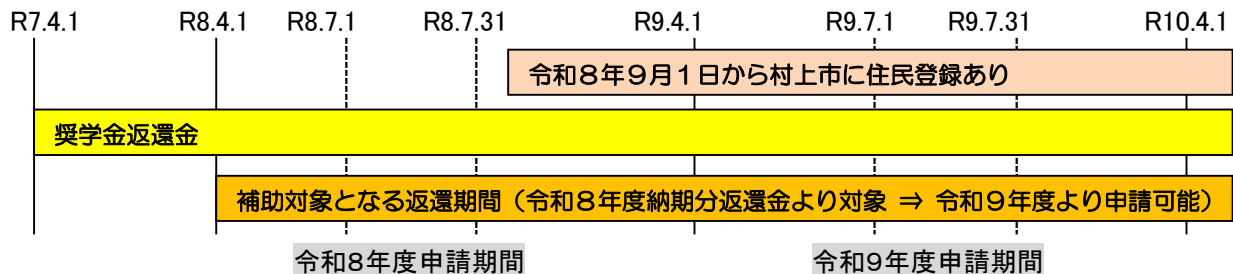 R7.4.1 R8.4.1 R8.7.1 R8.7.31 R9.4.1 R9.7.1 R9.7.31 R10.4.1
令和８年９月１日から村上市に住民登録あり
奨学金返還金
補助対象となる返還期間（令和８年度納期分返還金より対象 ⇒ 令和９年度より申請可能）
令和8年度申請期間 令和9年度申請期間